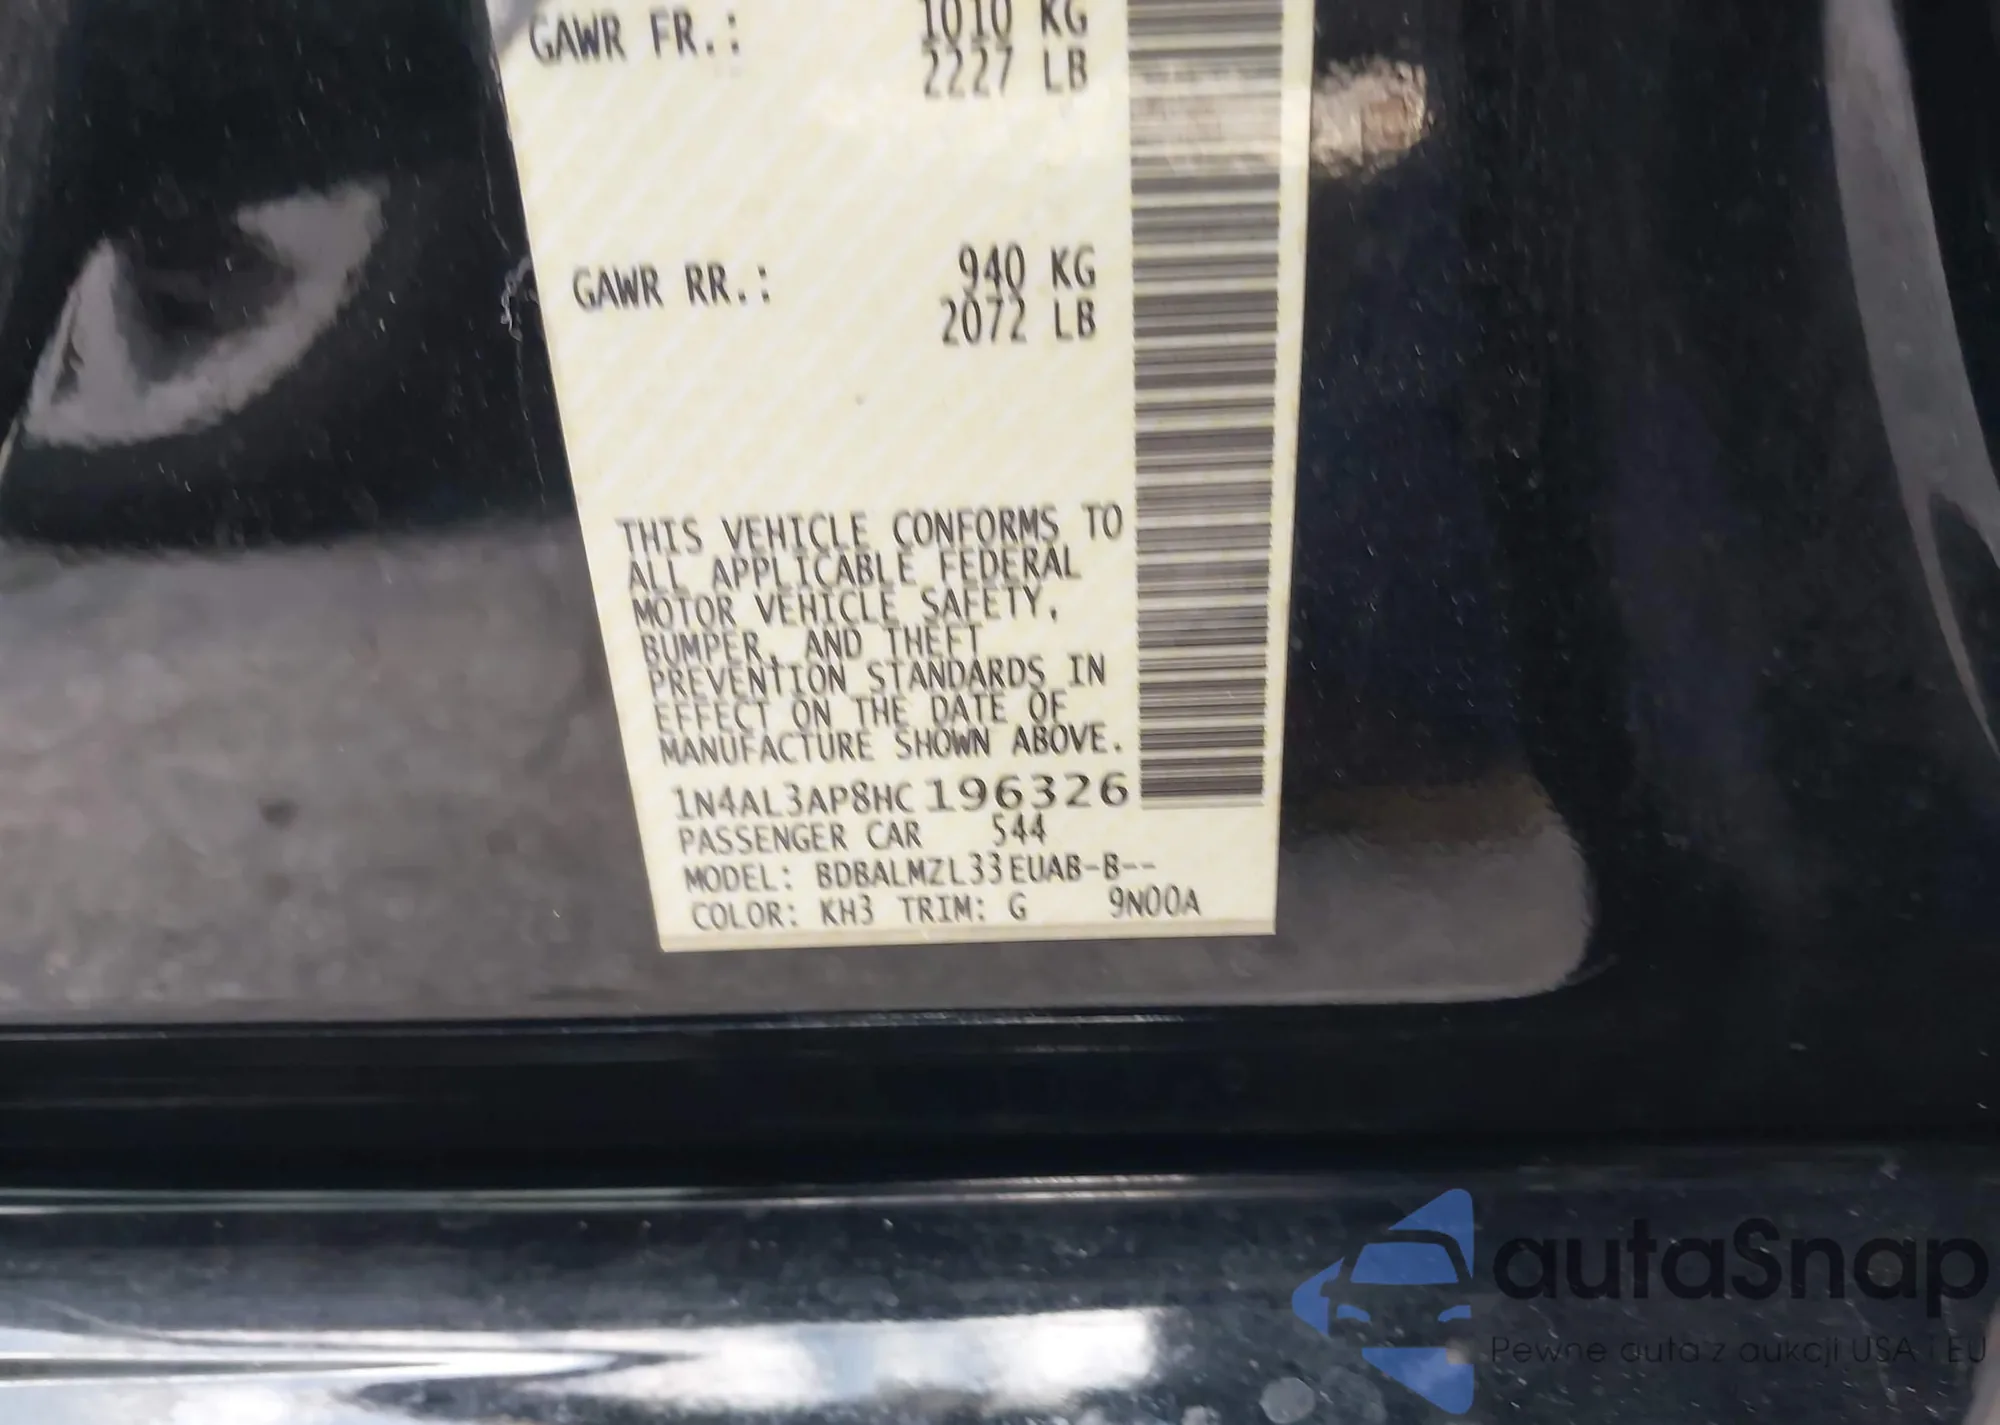 GAWR FR.: 1010 KG
2227 LB
GAWR RR.: 940 KG
2072 LB
THIS VEHICLE CONFORMS TO
ALL APPLICABLE FEDERAL
MOTOR VEHICLE SAFETY,
BUMPER, AND THEFT
PREVENTION STANDARDS IN
EFFECT ON THE DATE OF
MANUFACTURE SHOWN ABOVE.
1N4AL3AP8HC196326
PASSENGER CAR 544
MODEL: BDBALMZL33EUAB-B--
COLOR: KH3 TRIM: G 9N00A
autaSnap
Pewne auta z aukcji USA i EU